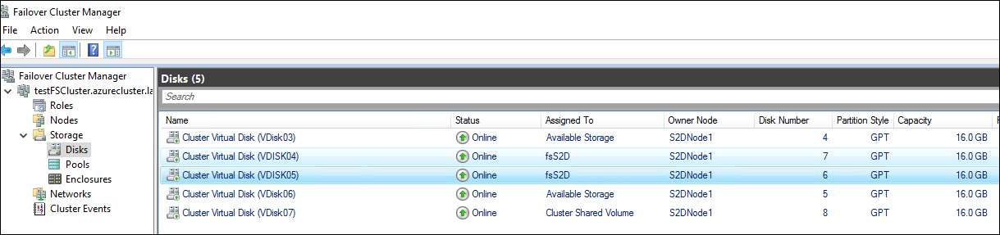 Failover Cluster Manager
File Action View Help
Failover Cluster Manager
testFSCluster.azurecluster.la
Roles
Nodes
Storage
Disks
Pools
Enclosures
Networks
Cluster Events
Disks (5)
Search
Name Status Assigned To Owner Node Disk Number Partition Style Capacity
Cluster Virtual Disk (VDisk03) Online Available Storage S2DNode1 4 GPT 16.0 GB
Cluster Virtual Disk (VDISK04) Online fsS2D S2DNode1 7 GPT 16.0 GB
Cluster Virtual Disk (VDISK05) Online fsS2D S2DNode1 6 GPT 16.0 GB
Cluster Virtual Disk (VDisk06) Online Available Storage S2DNode1 5 GPT 16.0 GB
Cluster Virtual Disk (VDisk07) Online Cluster Shared Volume S2DNode1 8 GPT 16.0 GB